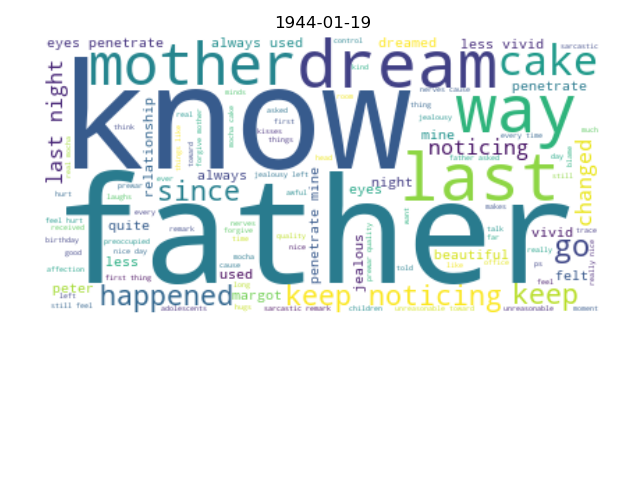 1944-01-19
eyes penetrate
always used
control
dreamed
less vivid
sarcastic
mother
dream
cake
kind
last night
minds
nerves cause
penetrate
know
way
relationship
real
asked
thing
jealousy
first
think
forgive mother
mocha cake
kisses
things
mine
every time
much
toward
noticing
changed
father asked
day
blame
still
last
father
since
always
jealousy left
night
eyes
penetrate mine
hurt
ever
premar
laughs
head
awful
feel hurt
received
every
quite
remark
nerves
forgive
time
quality
nice
jealous
premar quality
want
talk
far
makes
vivid
trace
really nice
birthday
good
preoccupied
nice day
less
mocha
cause
beautiful
really
go
affection
first thing
used
told
like
office
ps
feel
felt
peter
left
still feel
happened
margot
long
hugs
keep noticing
keep
adolescents
sarcastic remark
children
unreasonable toward
unreasonable
moment